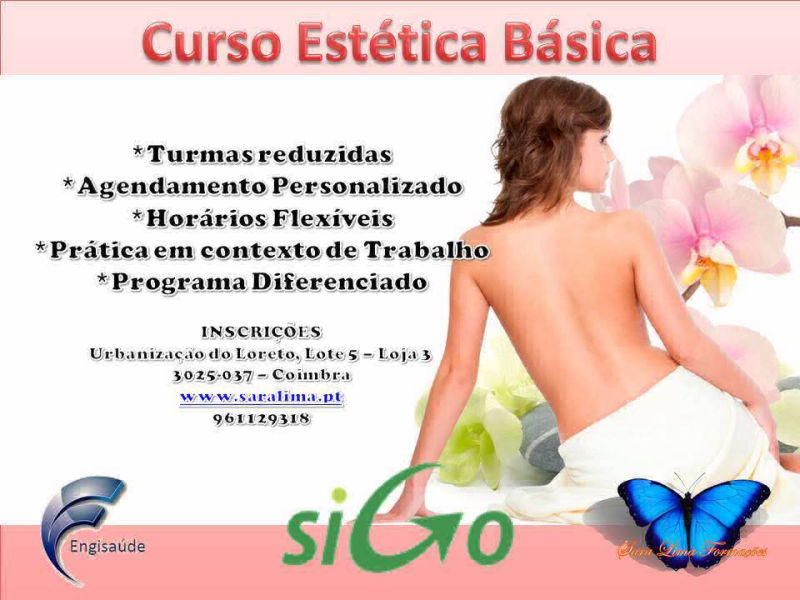 Curso Estética Básica
*Turmas reduzidas
*Agendamento Personalizado
*Horários Flexíveis
*Prática em contexto de Trabalho
*Programa Diferenciado
INSCRIÇÕES
Urbanização do Loreto, Lote 5 – Loja 3
3025-037 – Coimbra
www.saralima.pt
961129318
Engisaúde
siGo
Sara Lima Formações